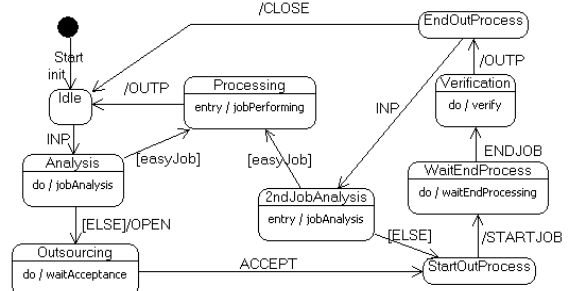 /CLOSE
EndOutProcess
Start
init
/OUTP
Idle
/OUTP
Processing
entry / jobPerforming
Verification
do / verify
INP
INP
[easyJob]
[easyJob]
ENDJOB
Analysis
do / jobAnalysis
WaitEndProcess
do / waitEndProcessing
2ndJobAnalysis
entry / jobAnalysis
[ELSE]/OPEN
[ELSE]
/STARTJOB
Outsourcing
do / waitAcceptance
ACCEPT
StartOutProcess